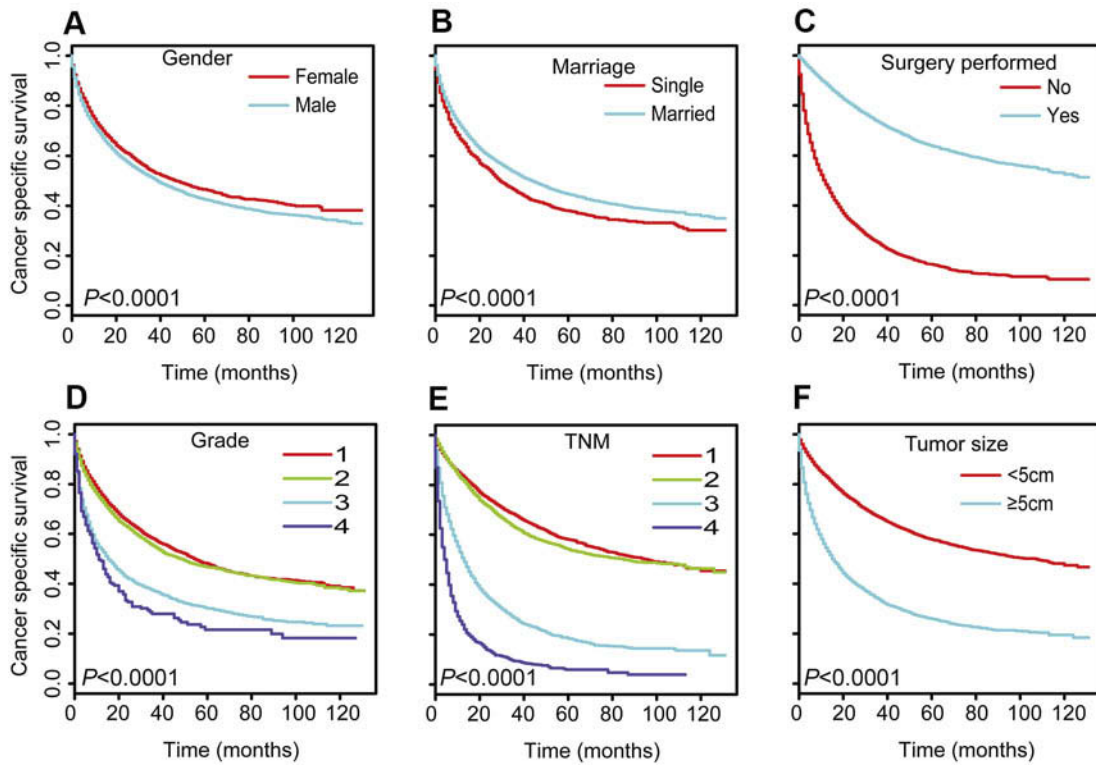 A
Gender
Female
Male
Cancer specific survival
0.0 0.2 0.4 0.6 0.8 1.0
P<0.0001
0 20 40 60 80 100 120
Time (months)
B
Marriage
Single
Married
P<0.0001
0 20 40 60 80 100 120
Time (months)
C
Surgery performed
No
Yes
P<0.0001
0 20 40 60 80 100 120
Time (months)
D
Grade
1
2
3
4
Cancer specific survival
0.0 0.2 0.4 0.6 0.8 1.0
P<0.0001
0 20 40 60 80 100 120
Time (months)
E
TNM
1
2
3
4
P<0.0001
0 20 40 60 80 100 120
Time (months)
F
Tumor size
<5cm
≥5cm
P<0.0001
0 20 40 60 80 100 120
Time (months)